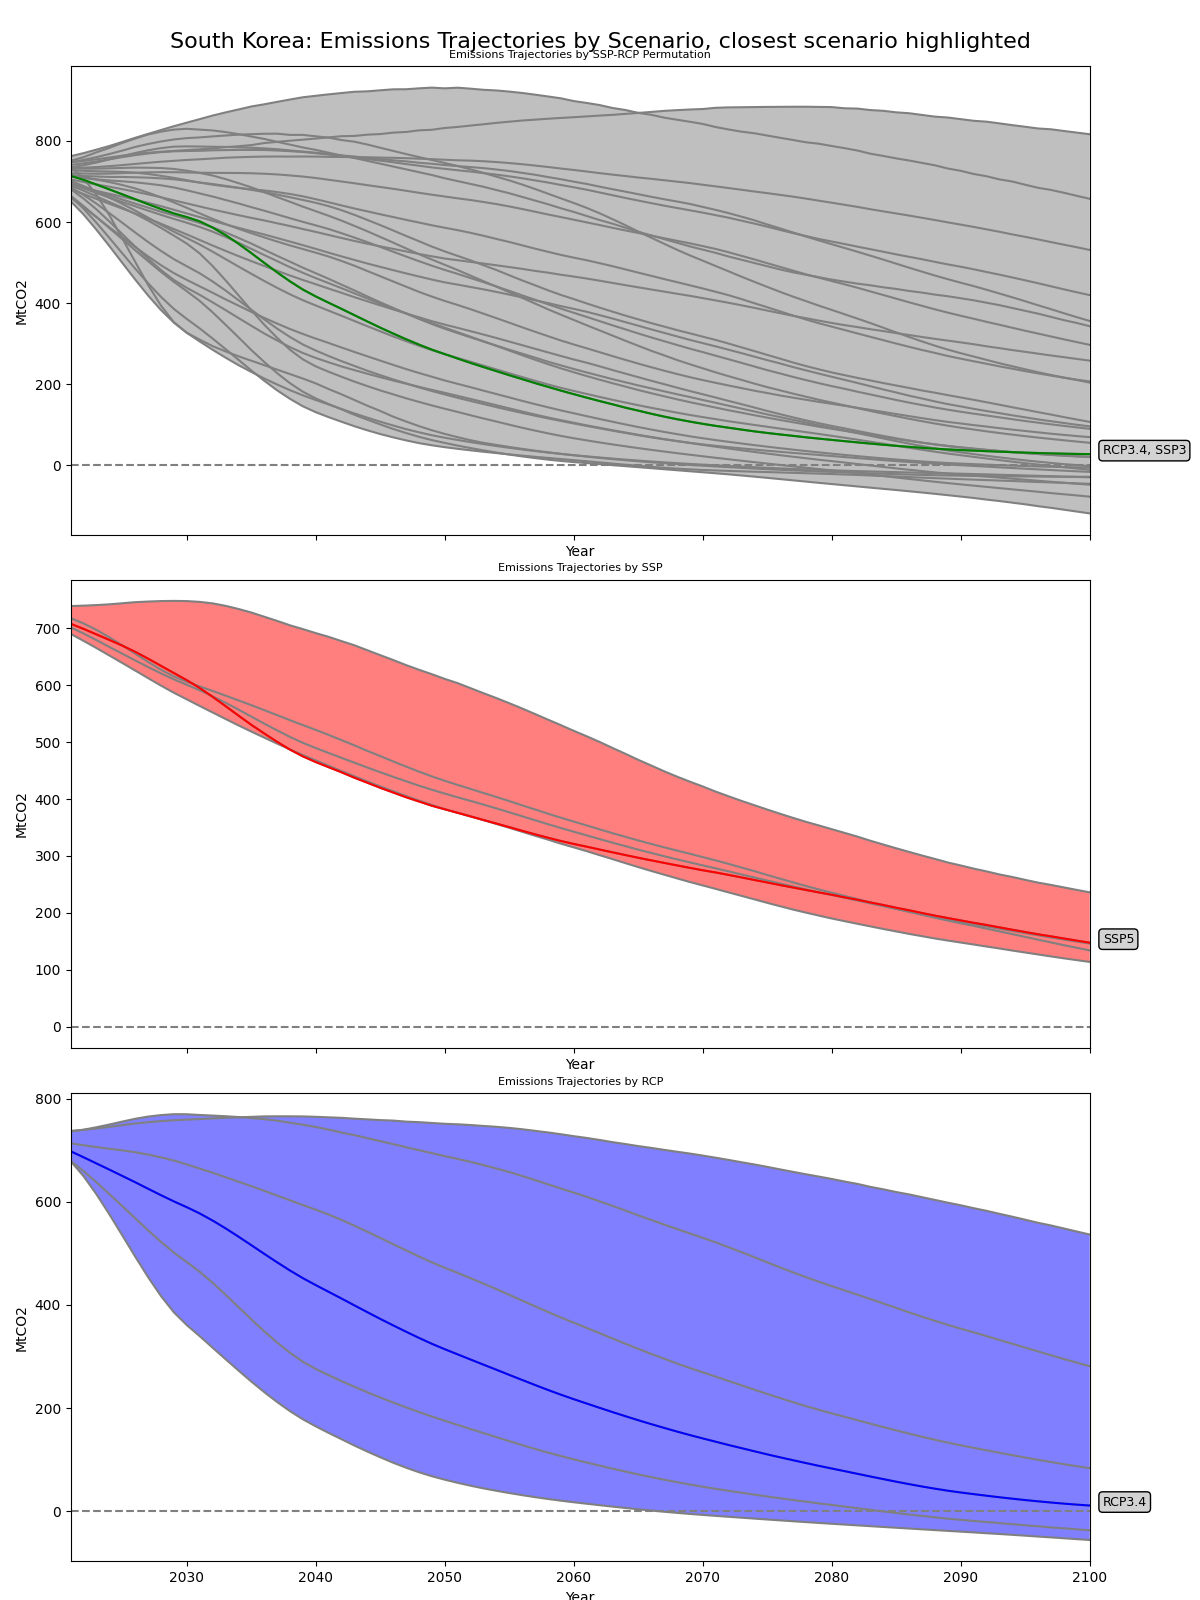 South Korea: Emissions Trajectories by Scenario, closest scenario highlighted
Emissions Trajectories by SSP-RCP Permutation
800
600
400
200
0
MtCO2
RCP3.4, SSP3
Year
Emissions Trajectories by SSP
700
600
500
400
300
200
100
0
MtCO2
SSP5
Year
Emissions Trajectories by RCP
800
600
400
200
0
MtCO2
RCP3.4
2030 2040 2050 2060 2070 2080 2090 2100
Year